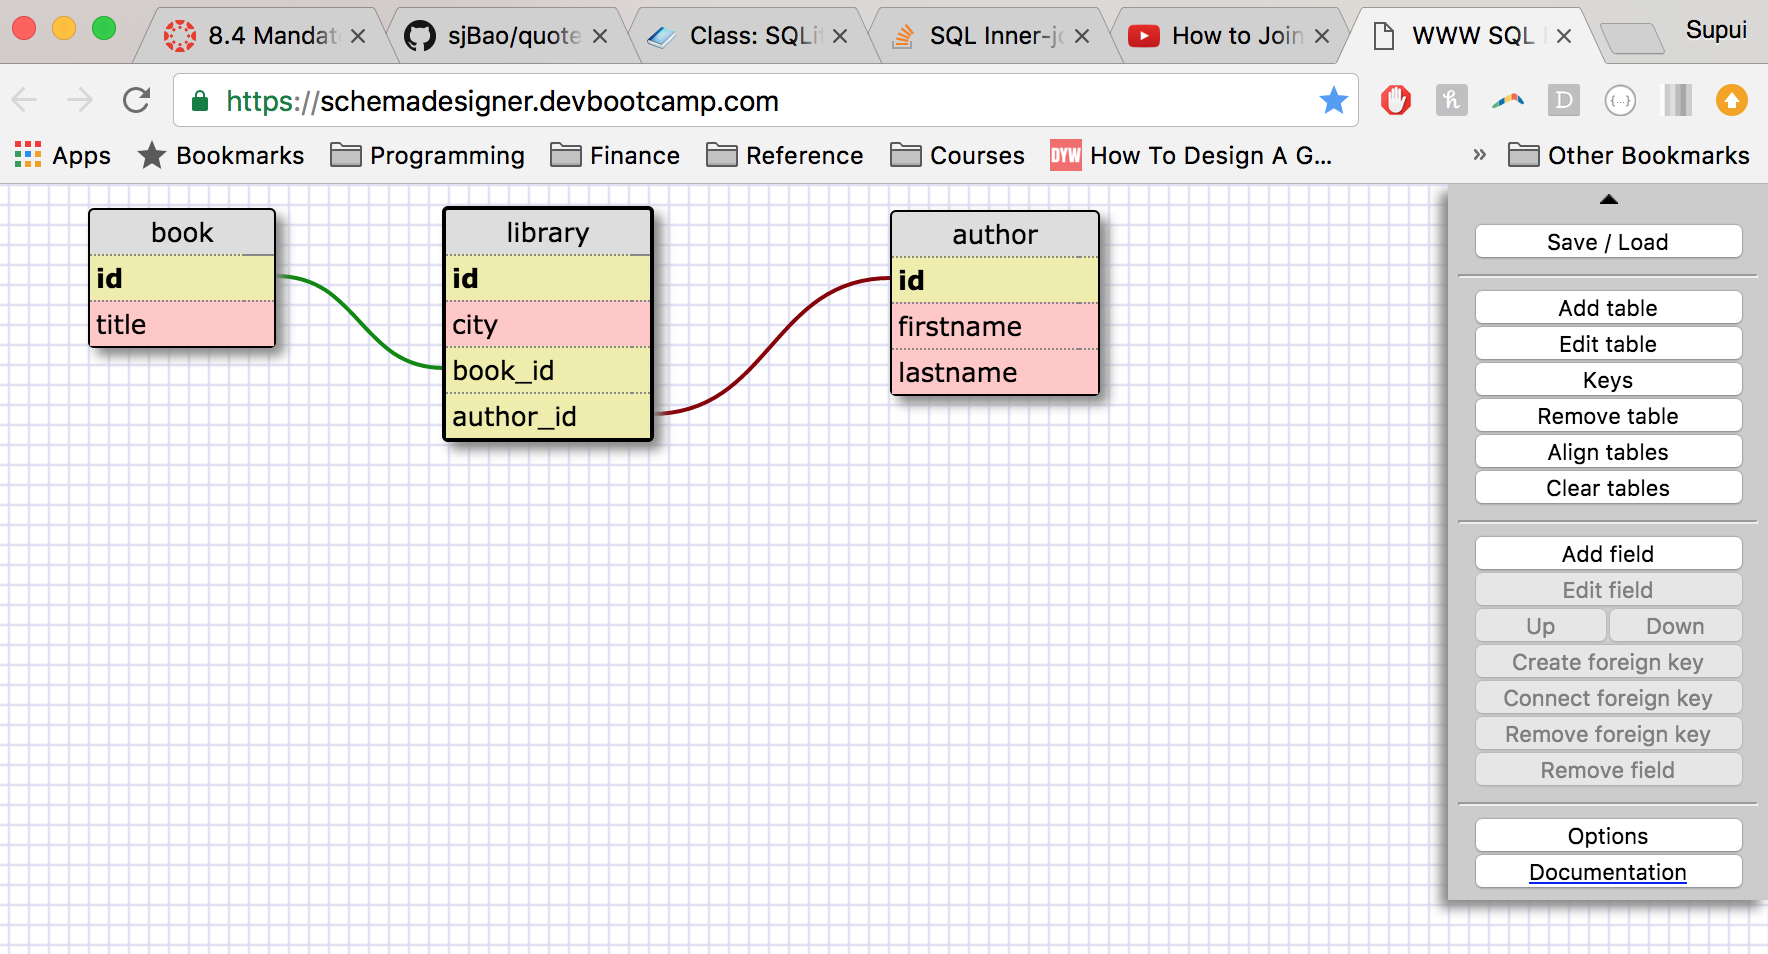 8.4 Mandat
sjBao/quote
Class: SQLit
SQL Inner-jo
How to Join
WWW SQL
Supui
https://schemadesigner.devbootcamp.com
h
D
{...}
Apps
Bookmarks
Programming
Finance
Reference
Courses
DYW How To Design A G...
»
Other Bookmarks
book
id
title
library
id
city
book_id
author_id
author
id
firstname
lastname
Save / Load
Add table
Edit table
Keys
Remove table
Align tables
Clear tables
Add field
Edit field
Up Down
Create foreign key
Connect foreign key
Remove foreign key
Remove field
Options
Documentation